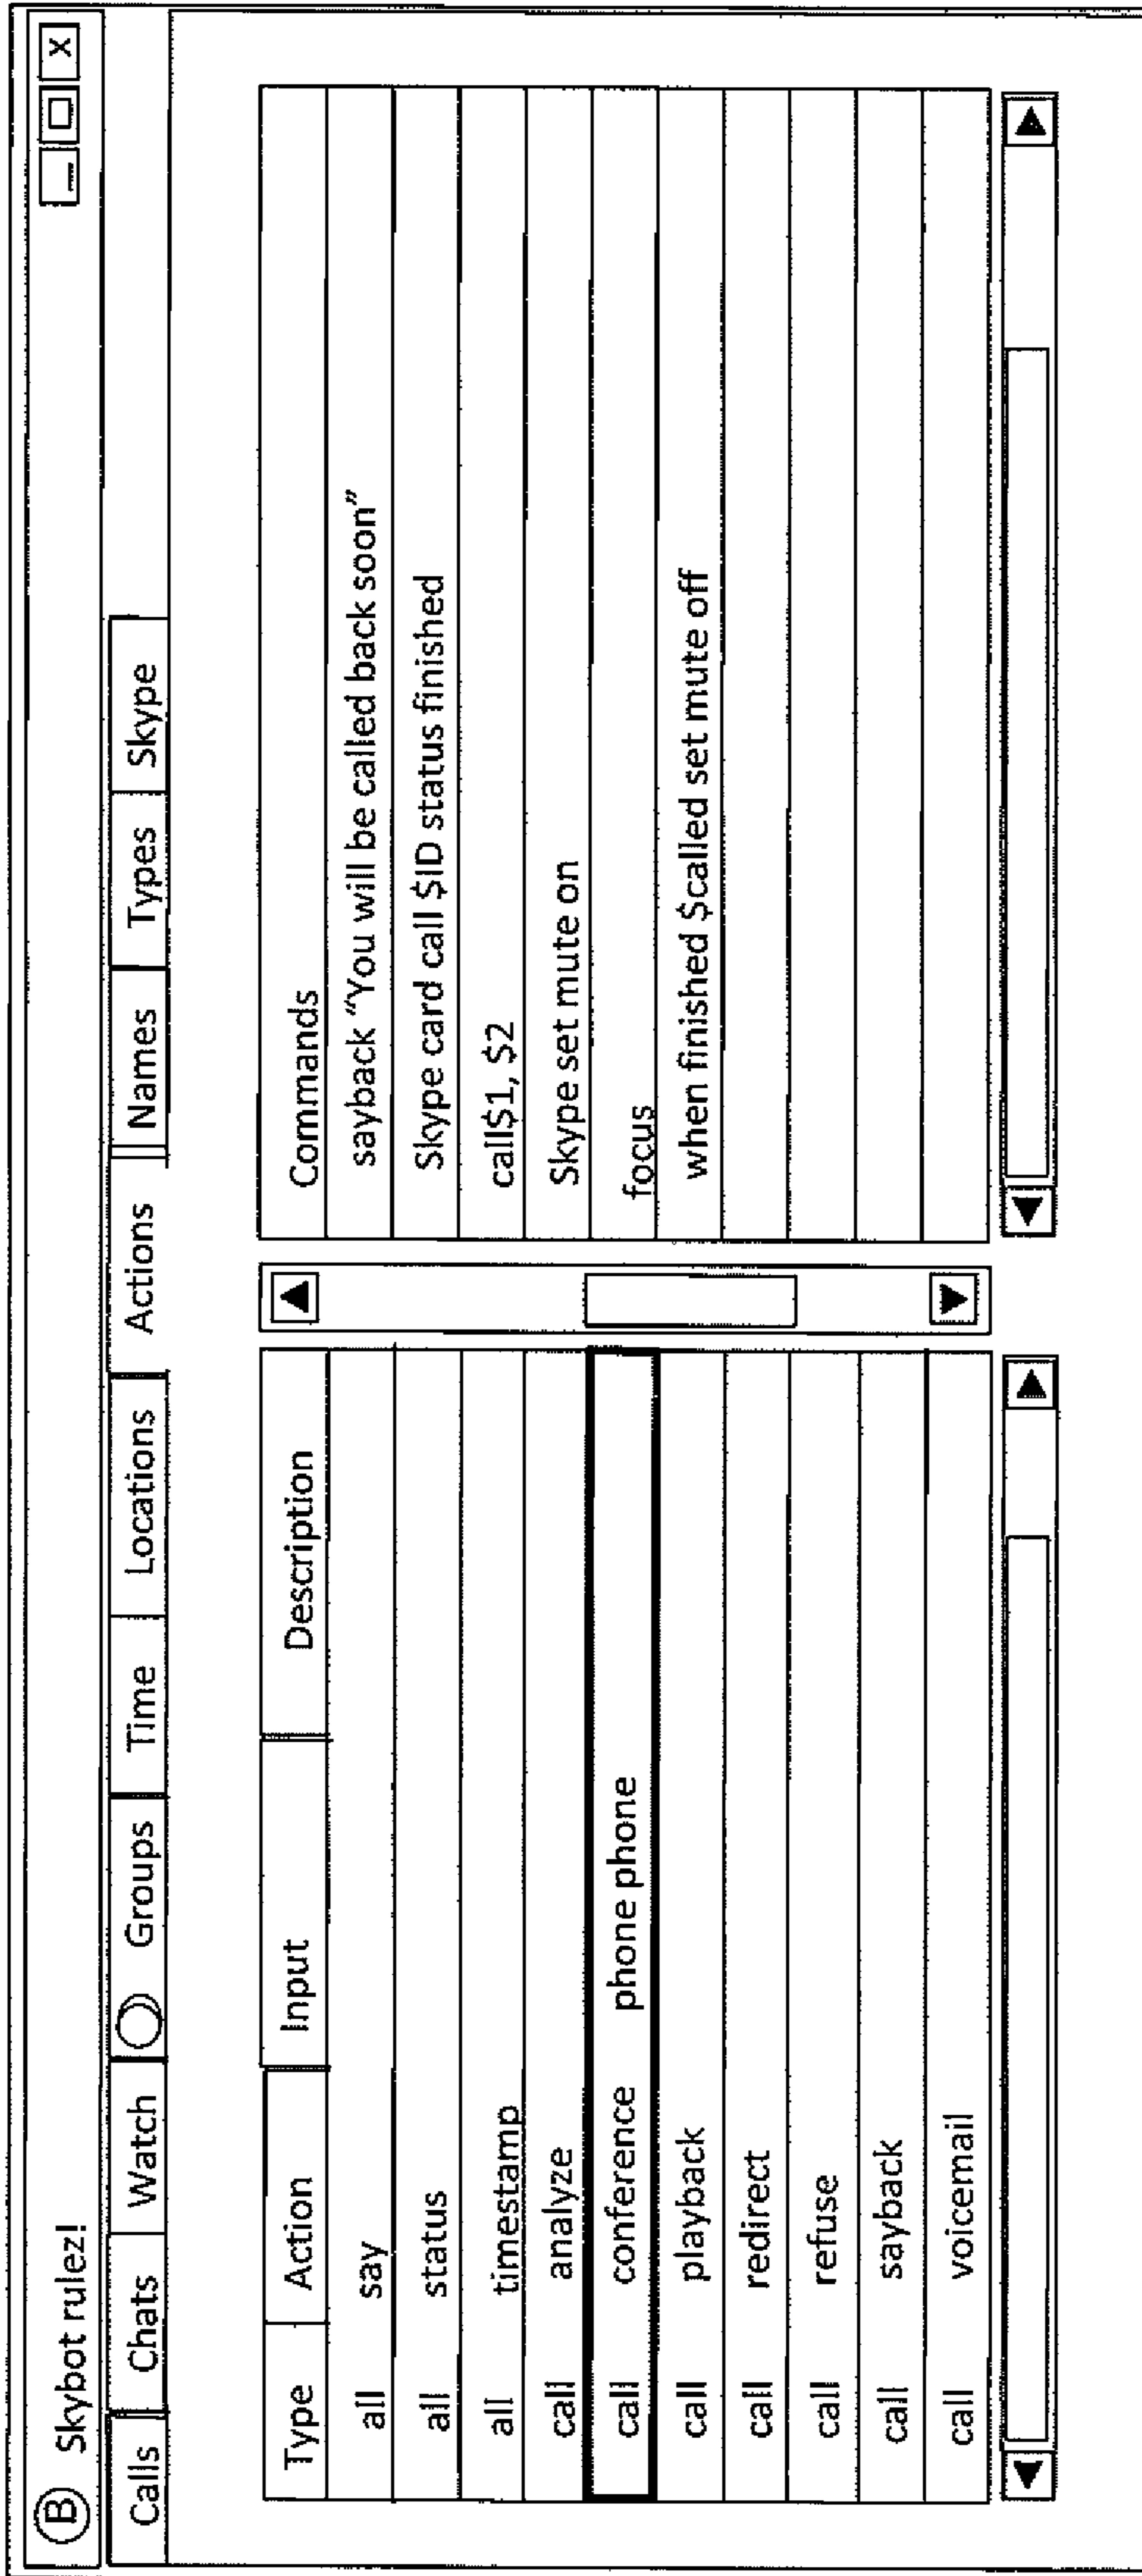 B Skybot rulez! _ X
Calls Chats Watch Groups Time Locations Actions Names Types Skype
Type Action Input Description
all say
all status
all timestamp
call analyze
call conference phone phone
call playback
call redirect
call refuse
call sayback
call voicemail
Commands
sayback “You will be called back soon”
Skype card call $ID status finished
call$1, $2
Skype set mute on
focus
when finished $called set mute off